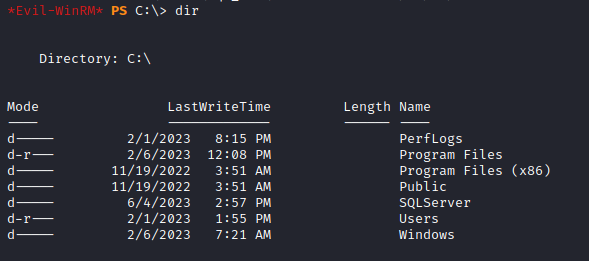 *Evil-WinRM* PS C:\> dir
Directory: C:\
Mode LastWriteTime Length Name
---- ------------- ------ ----
d----- 2/1/2023 8:15 PM PerfLogs
d-r--- 2/6/2023 12:08 PM Program Files
d----- 11/19/2022 3:51 AM Program Files (x86)
d----- 11/19/2022 3:51 AM Public
d----- 6/4/2023 2:57 PM SQLServer
d-r--- 2/1/2023 1:55 PM Users
d----- 2/6/2023 7:21 AM Windows